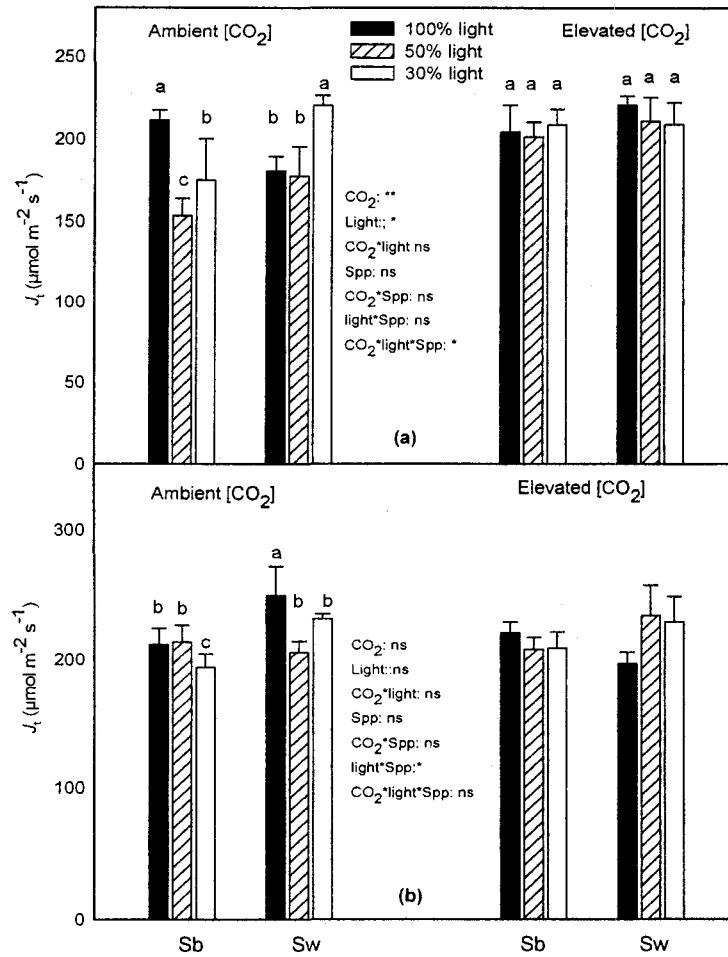 Ambient [CO2]
100% light
50% light
30% light
Elevated [CO2]
250
200
150
100
50
0
Jt (µmol m−2 s−1)
a
c
b
b
b
a
a
a
a
a
a
a
CO2: **
Light:; *
CO2*light ns
Spp: ns
CO2*Spp: ns
light*Spp: ns
CO2*light*Spp: *
(a)
Ambient [CO2]
Elevated [CO2]
300
200
100
0
Jt (µmol m−2 s−1)
b
b
c
a
b
b
CO2: ns
Light::ns
CO2*light: ns
Spp: ns
CO2*Spp: ns
light*Spp:*
CO2*light*Spp: ns
(b)
Sb
Sw
Sb
Sw